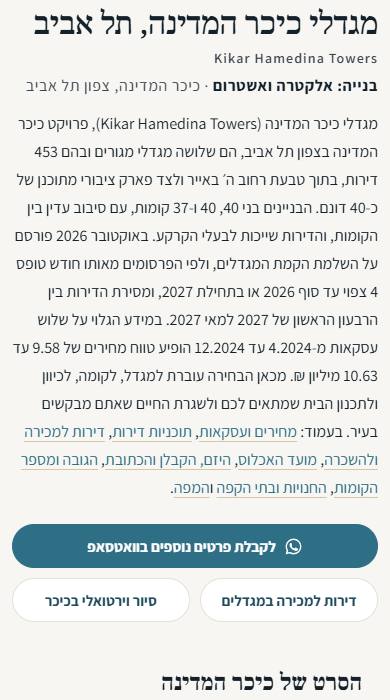 מגדלי כיכר המדינה, תל אביב
Kikar Hamedina Towers
בנייה: אלקטרה ואשטרום · כיכר המדינה, צפון תל אביב
מגדלי כיכר המדינה (Kikar Hamedina Towers), פרויקט כיכר
המדינה בצפון תל אביב, הם שלושה מגדלי מגורים ובהם 453
דירות, בתוך טבעת רחוב ה׳ באייר ולצד פארק ציבורי מתוכנן של
כ-40 דונם. הבניינים בני 40, 40 ו-37 קומות, עם סיבוב עדין בין
הקומות, והדירות שייכות לבעלי הקרקע. באוקטובר 2026 פורסם
על השלמת הקמת המגדלים, ולפי הפרסומים מאותו חודש טופס
4 צפוי עד סוף 2026 או בתחילת 2027, ומסירת הדירות בין
הרבעון הראשון של 2027 למאי 2027. במידע הגלוי על שלוש
עסקאות מ-4.2024 עד 12.2024 הופיע טווח מחירים של 9.58 עד
10.63 מיליון ₪. מכאן הבחירה עוברת למגדל, לקומה, לכיוון
ולתכנון הבית שמתאים לכם ולשגרת החיים שאתם מבקשים
בעיר. בעמוד: מחירים ועסקאות, תוכניות דירות, דירות למכירה
ולהשכרה, מועד האכלוס, היזם, הקבלן והכתובת, הגובה ומספר
הקומות, החנויות ובתי הקפה והמפה.
לקבלת פרטים נוספים בוואטסאפ
דירות למכירה במגדלים
סיור וירטואלי בכיכר
הסרט של כיכר המדינה